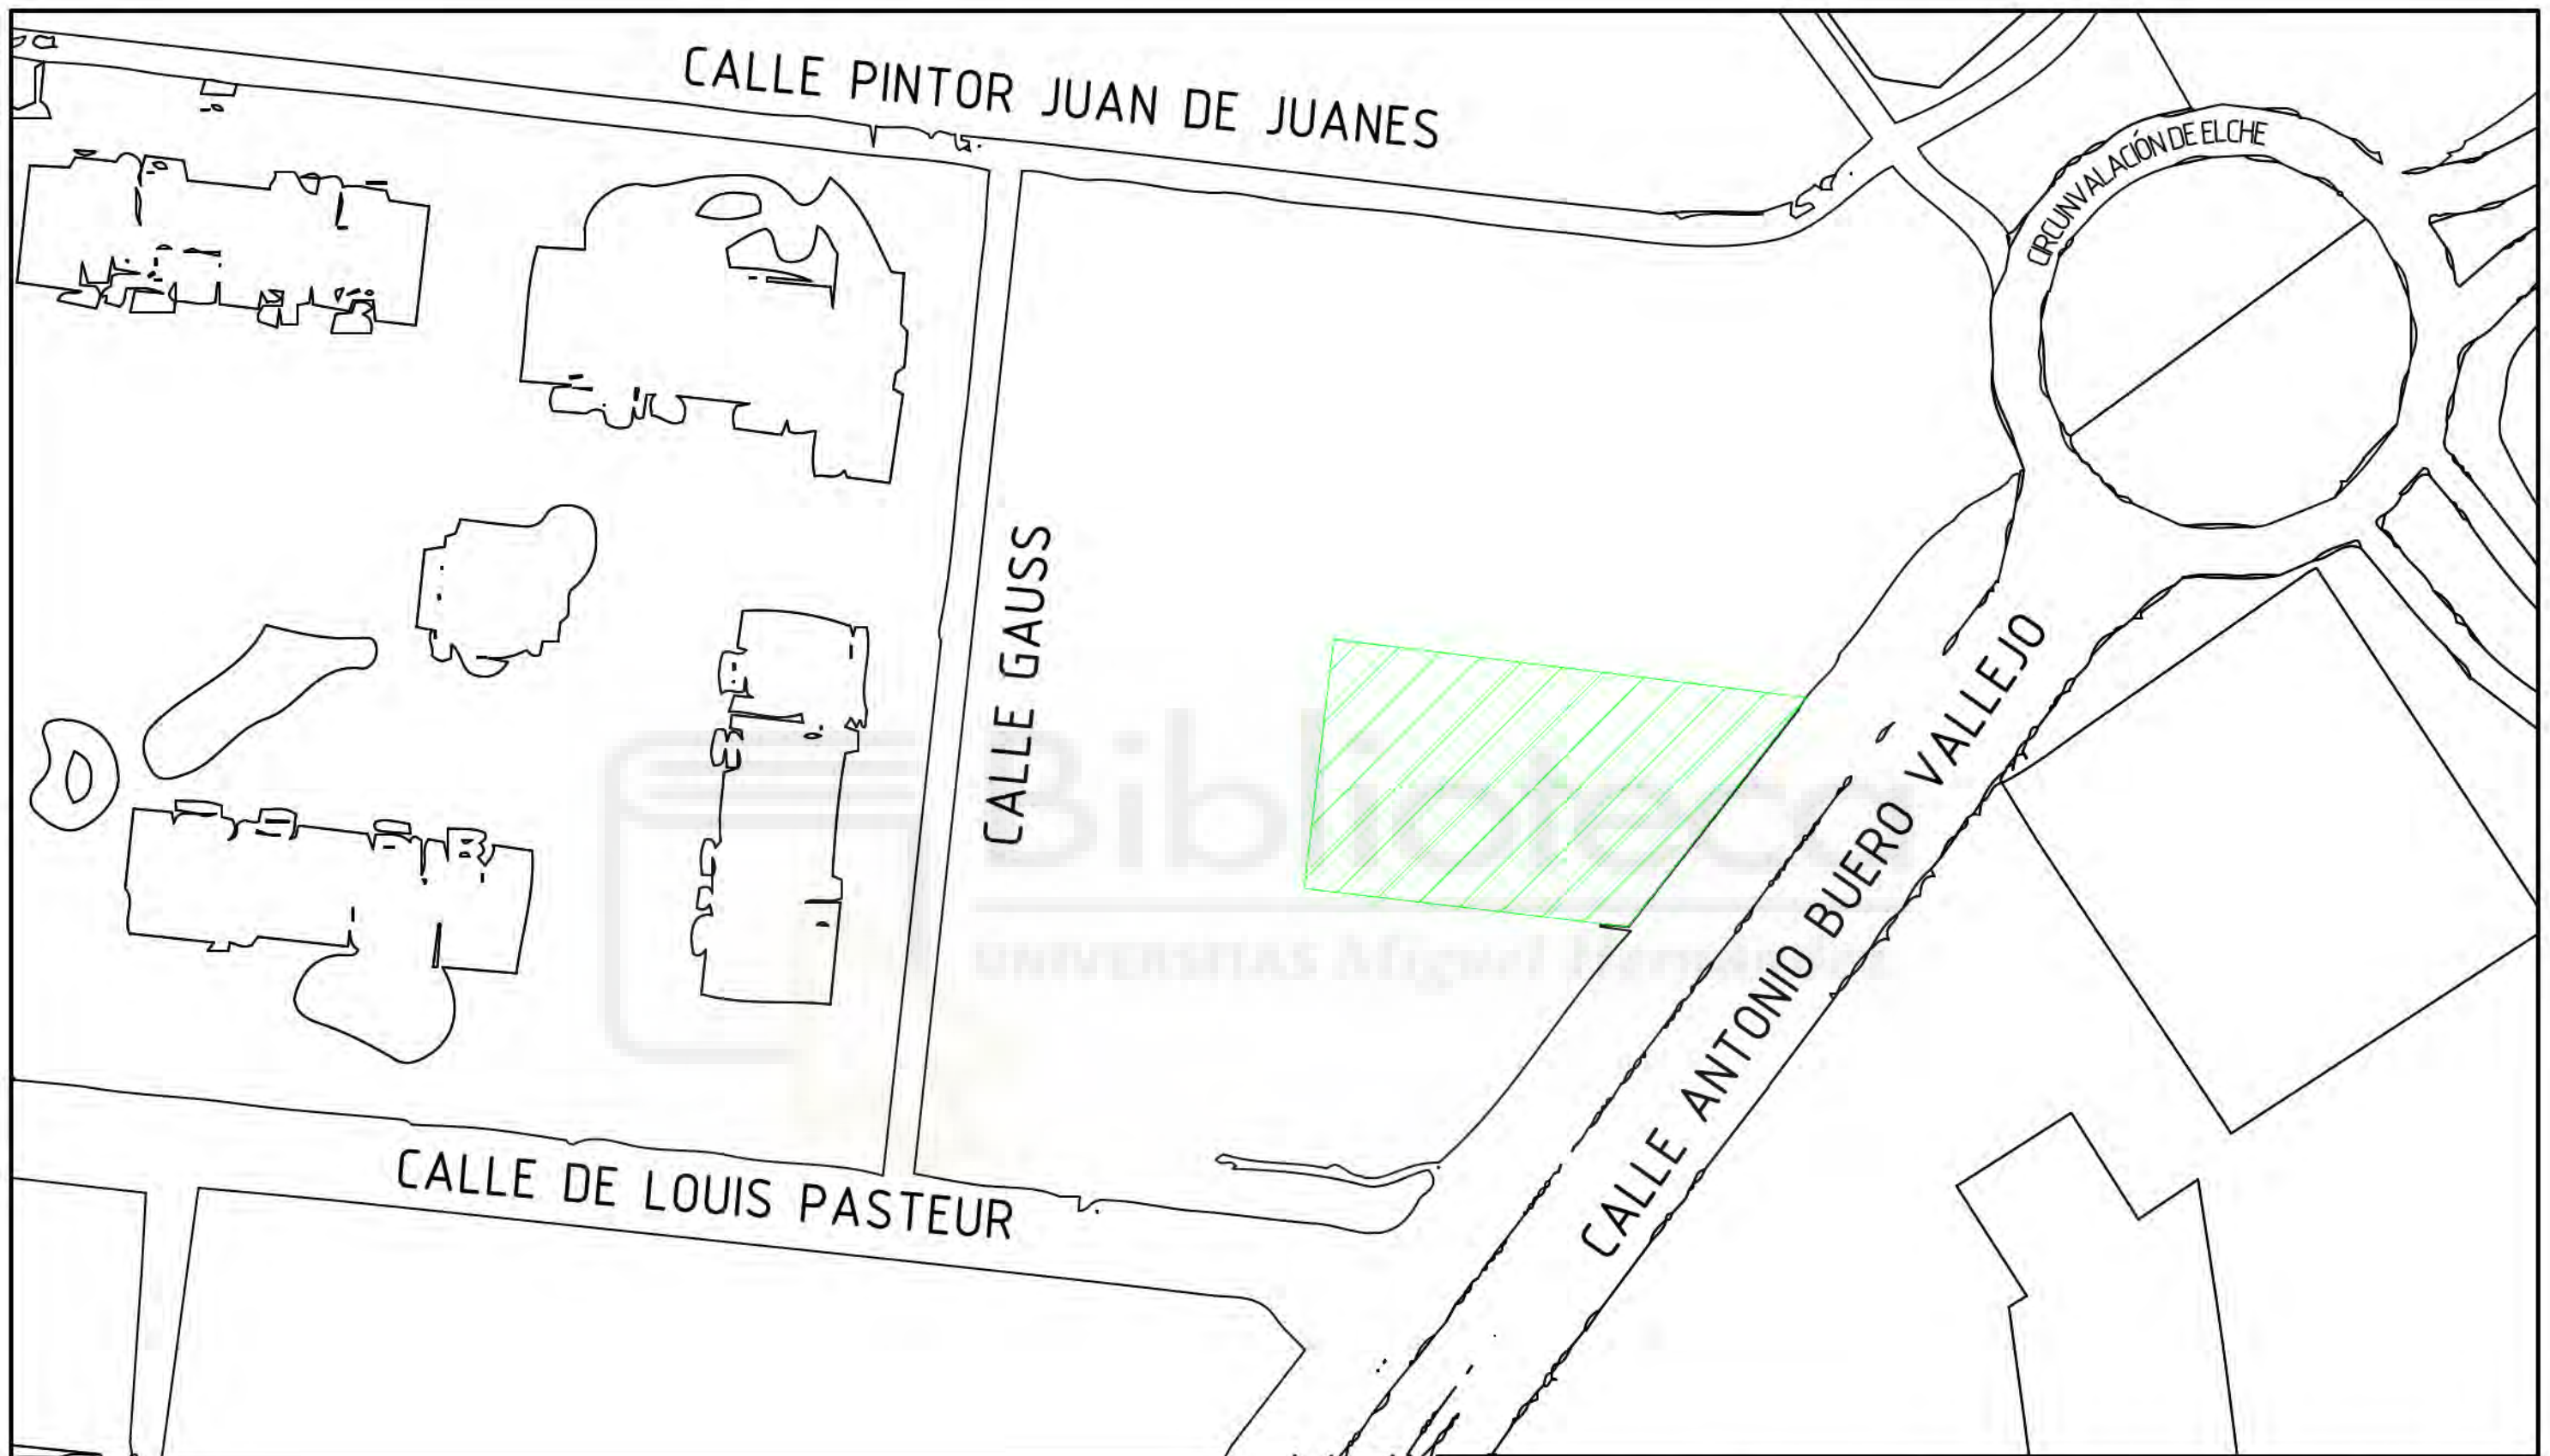 CALLE PINTOR JUAN DE JUANES
CIRCUNVALACIÓN DE ELCHE
CALLE GAUSS
CALLE ANTONIO BUERO VALLEJO
Biblioteca
UNIVERSITAS Miguel Hernández
CALLE DE LOUIS PASTEUR